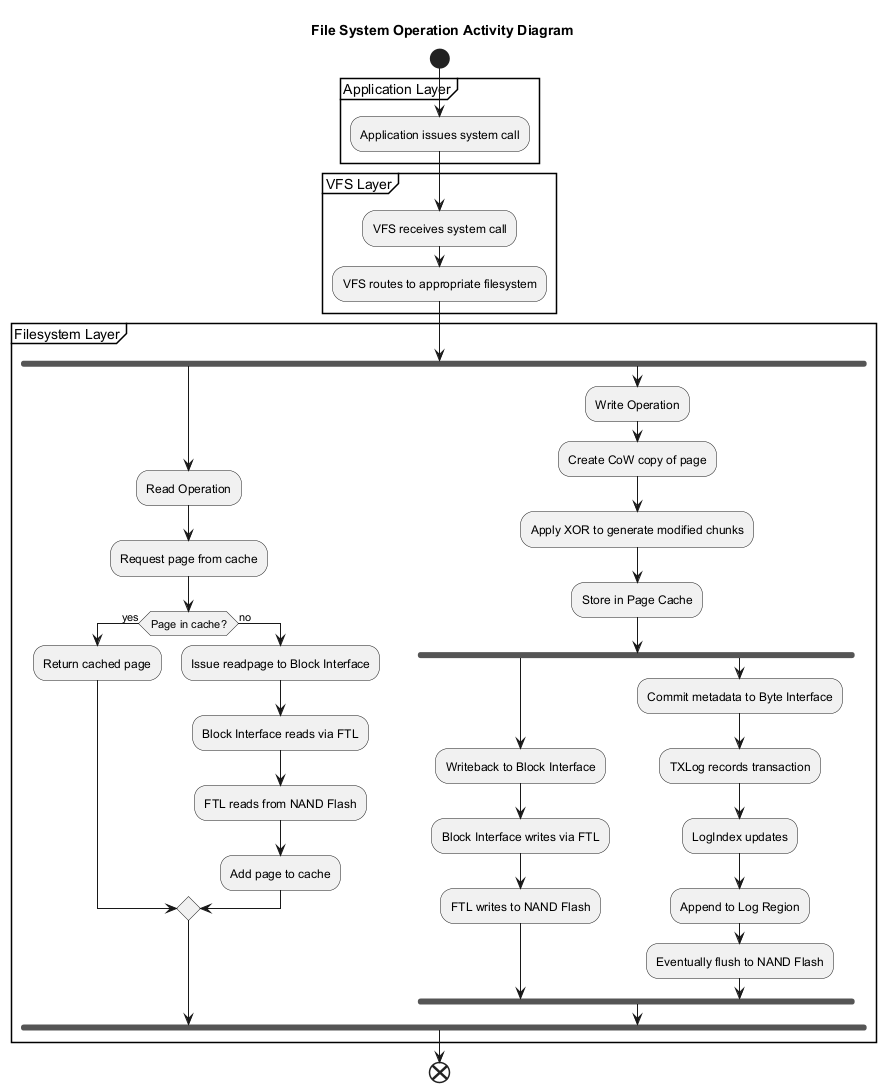 File System Operation Activity Diagram
Application Layer
Application issues system call
VFS Layer
VFS receives system call
VFS routes to appropriate filesystem
Filesystem Layer
Read Operation
Request page from cache
yes
Page in cache?
no
Return cached page
Issue readpage to Block Interface
Block Interface reads via FTL
FTL reads from NAND Flash
Add page to cache
Write Operation
Create CoW copy of page
Apply XOR to generate modified chunks
Store in Page Cache
Writeback to Block Interface
Block Interface writes via FTL
FTL writes to NAND Flash
Commit metadata to Byte Interface
TXLog records transaction
LogIndex updates
Append to Log Region
Eventually flush to NAND Flash